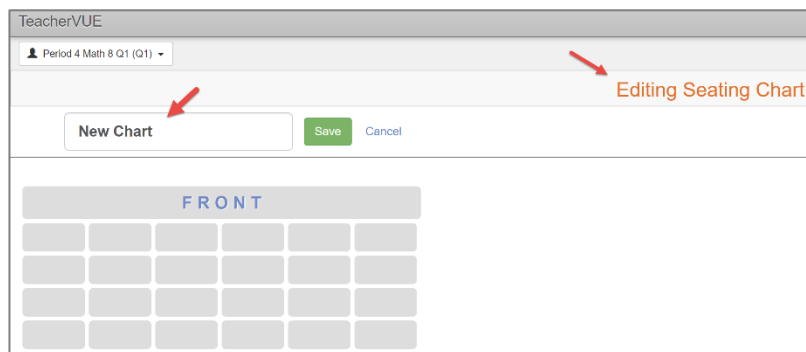 TeacherVUE
Period 4 Math 8 Q1 (Q1)
Editing Seating Chart
New Chart Save Cancel
FRONT